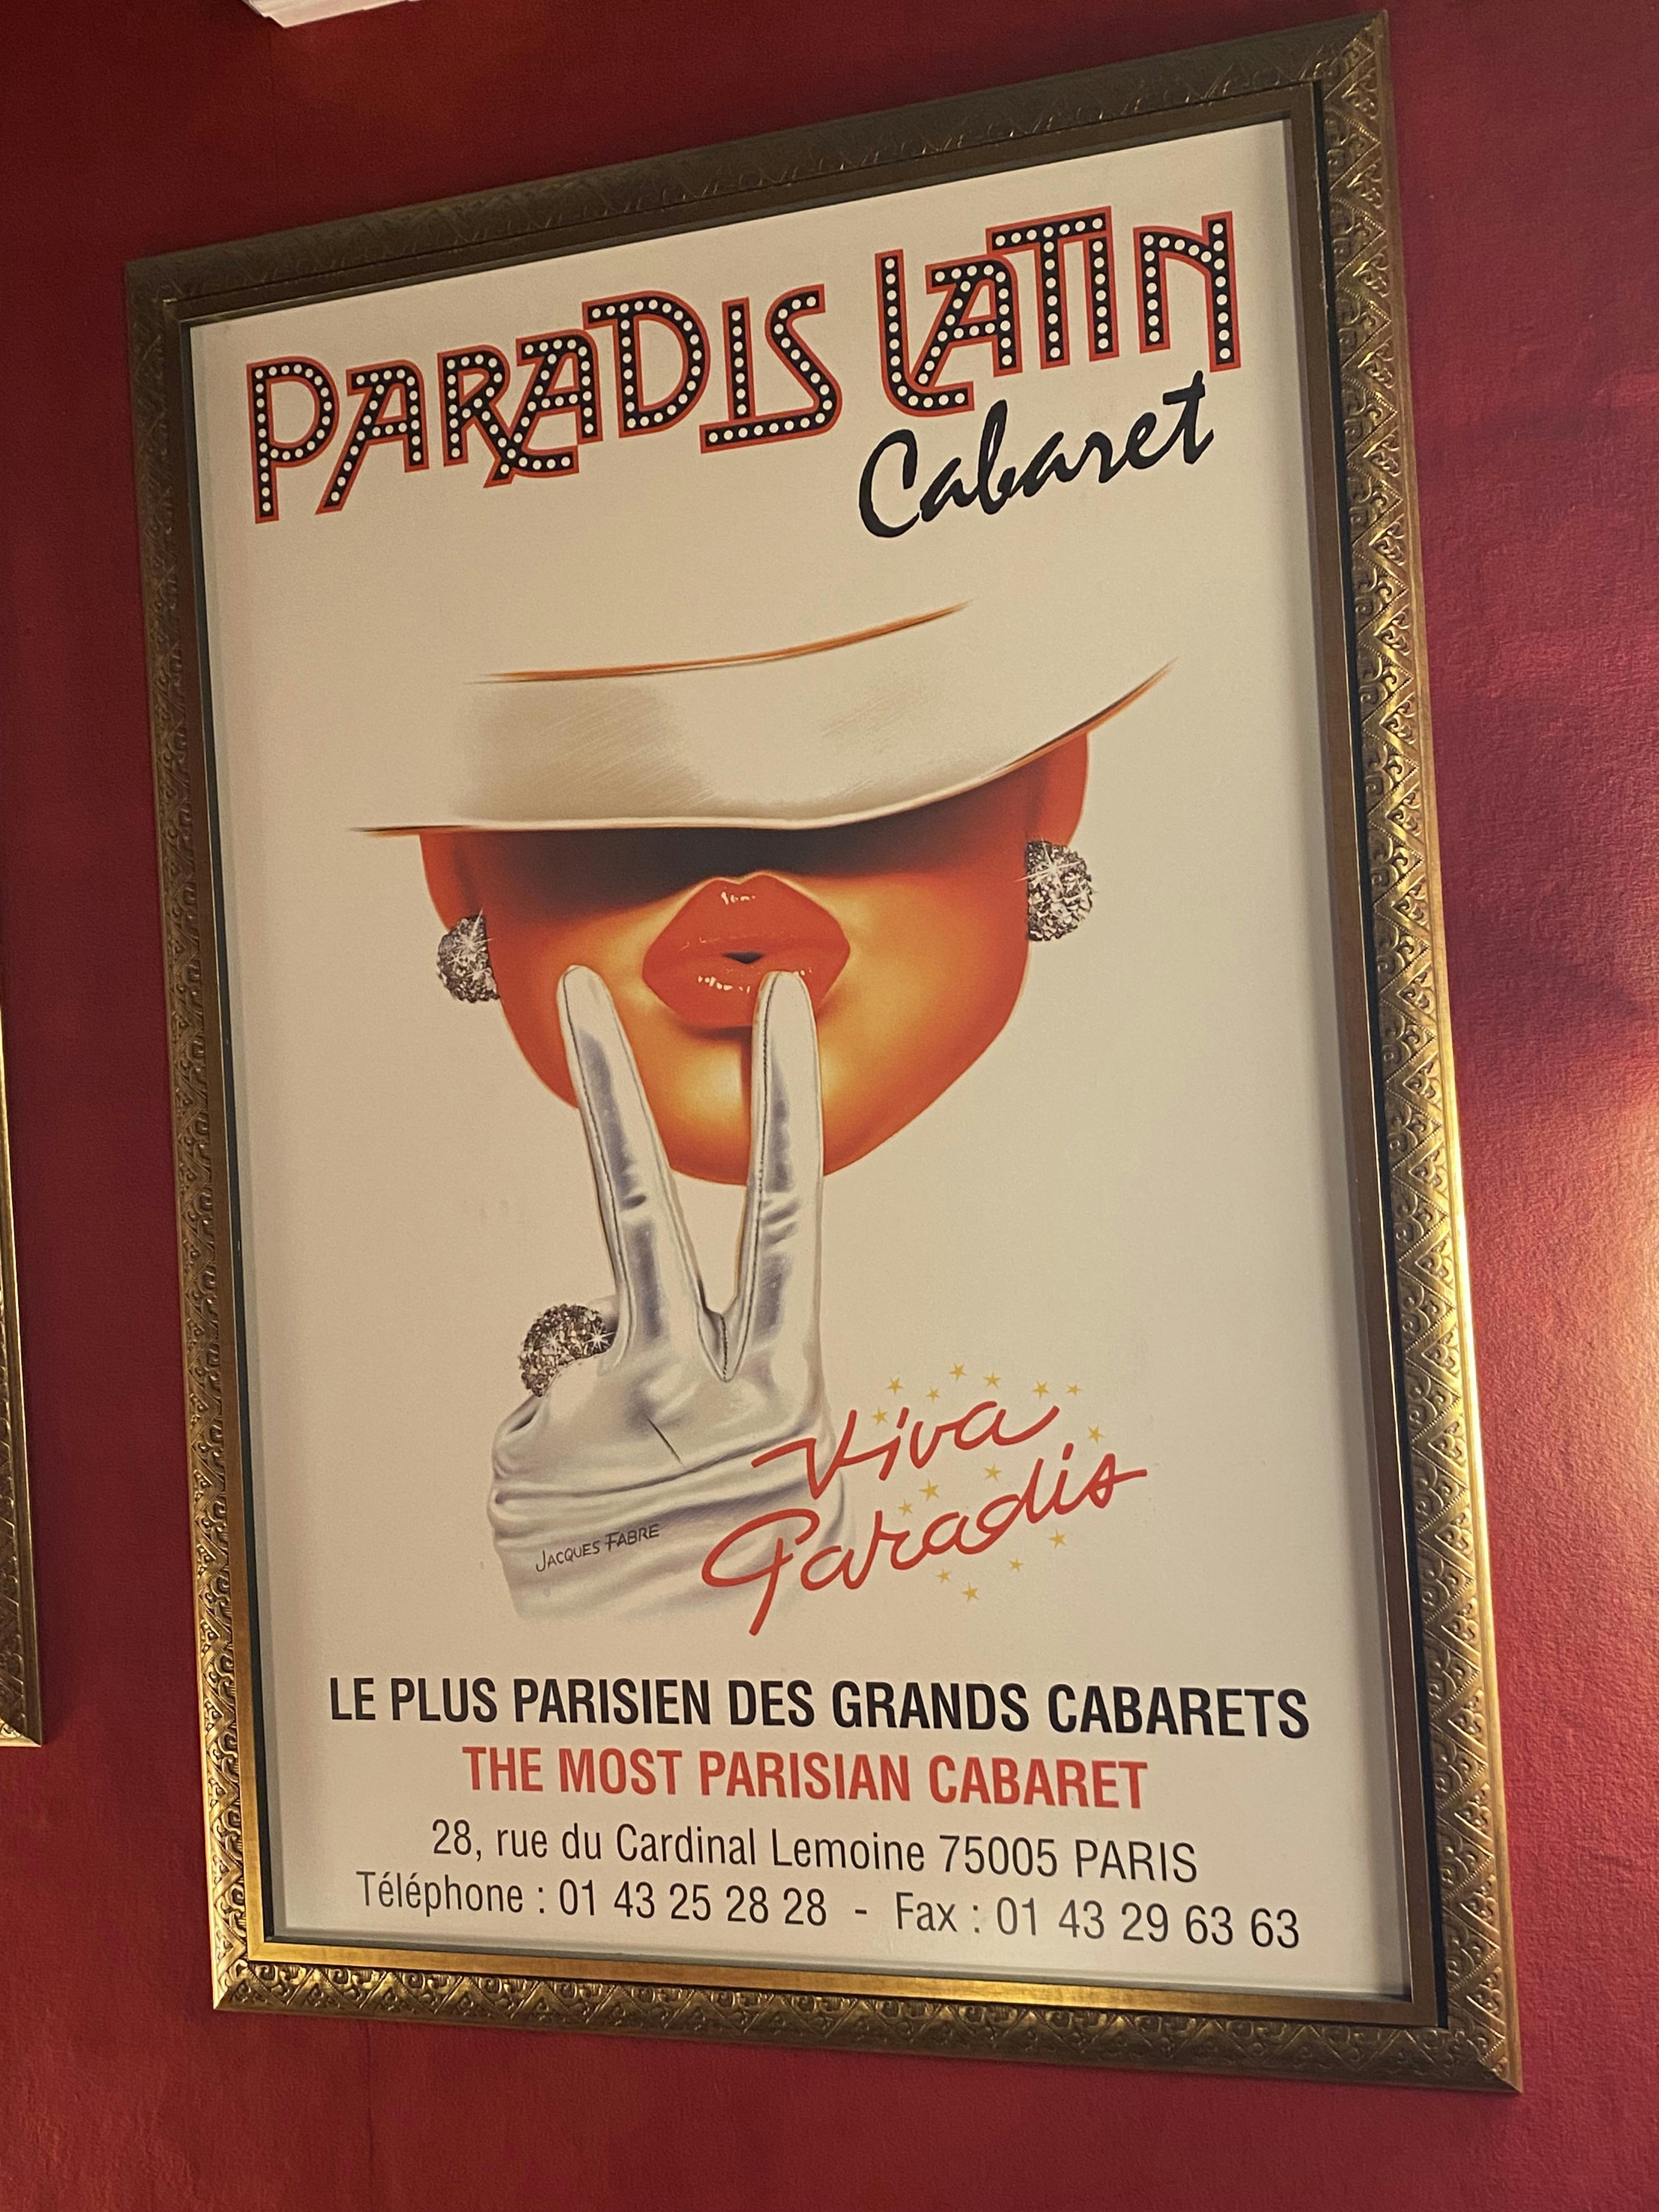 PARADIS LATIN
Cabaret
Viva
Paradis
JACQUES FABRE
LE PLUS PARISIEN DES GRANDS CABARETS
THE MOST PARISIAN CABARET
28, rue du Cardinal Lemoine 75005 PARIS
Téléphone : 01 43 25 28 28 - Fax : 01 43 29 63 63